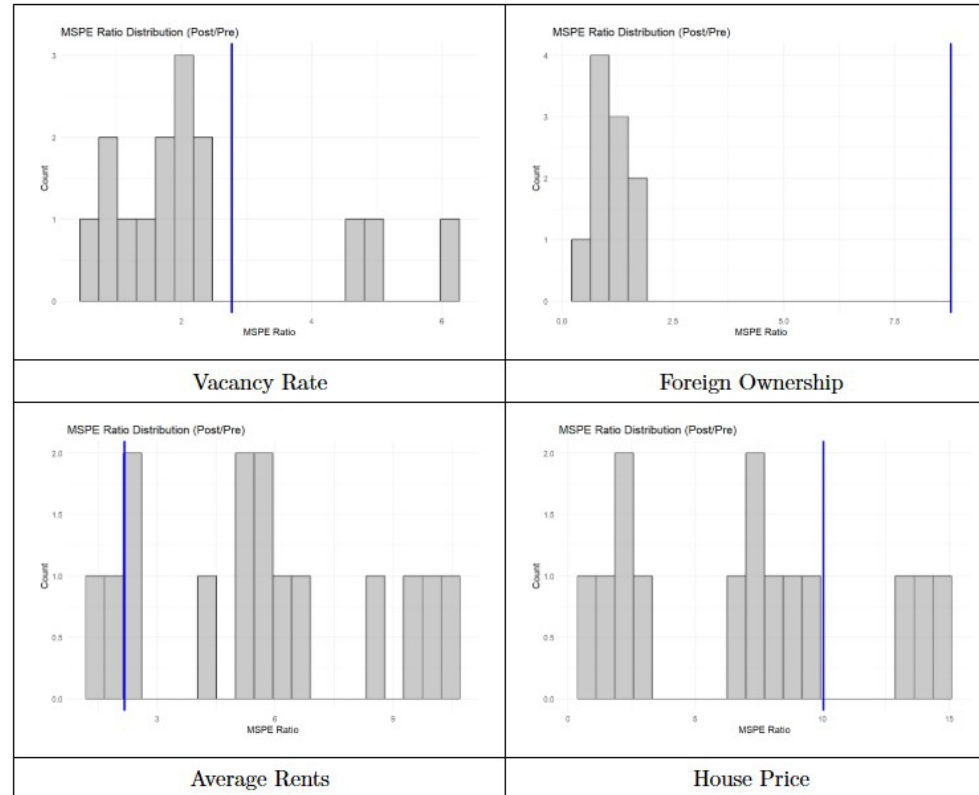 MSPE Ratio Distribution (Post/Pre)
3
2
1
0
Count
2
4
6
MSPE Ratio
Vacancy Rate
MSPE Ratio Distribution (Post/Pre)
4
3
2
1
0
Count
0.0
2.5
5.0
7.5
MSPE Ratio
Foreign Ownership
MSPE Ratio Distribution (Post/Pre)
2.0
1.5
1.0
0.5
0.0
Count
3
6
9
MSPE Ratio
Average Rents
MSPE Ratio Distribution (Post/Pre)
2.0
1.5
1.0
0.5
0.0
Count
0
5
10
15
MSPE Ratio
House Price